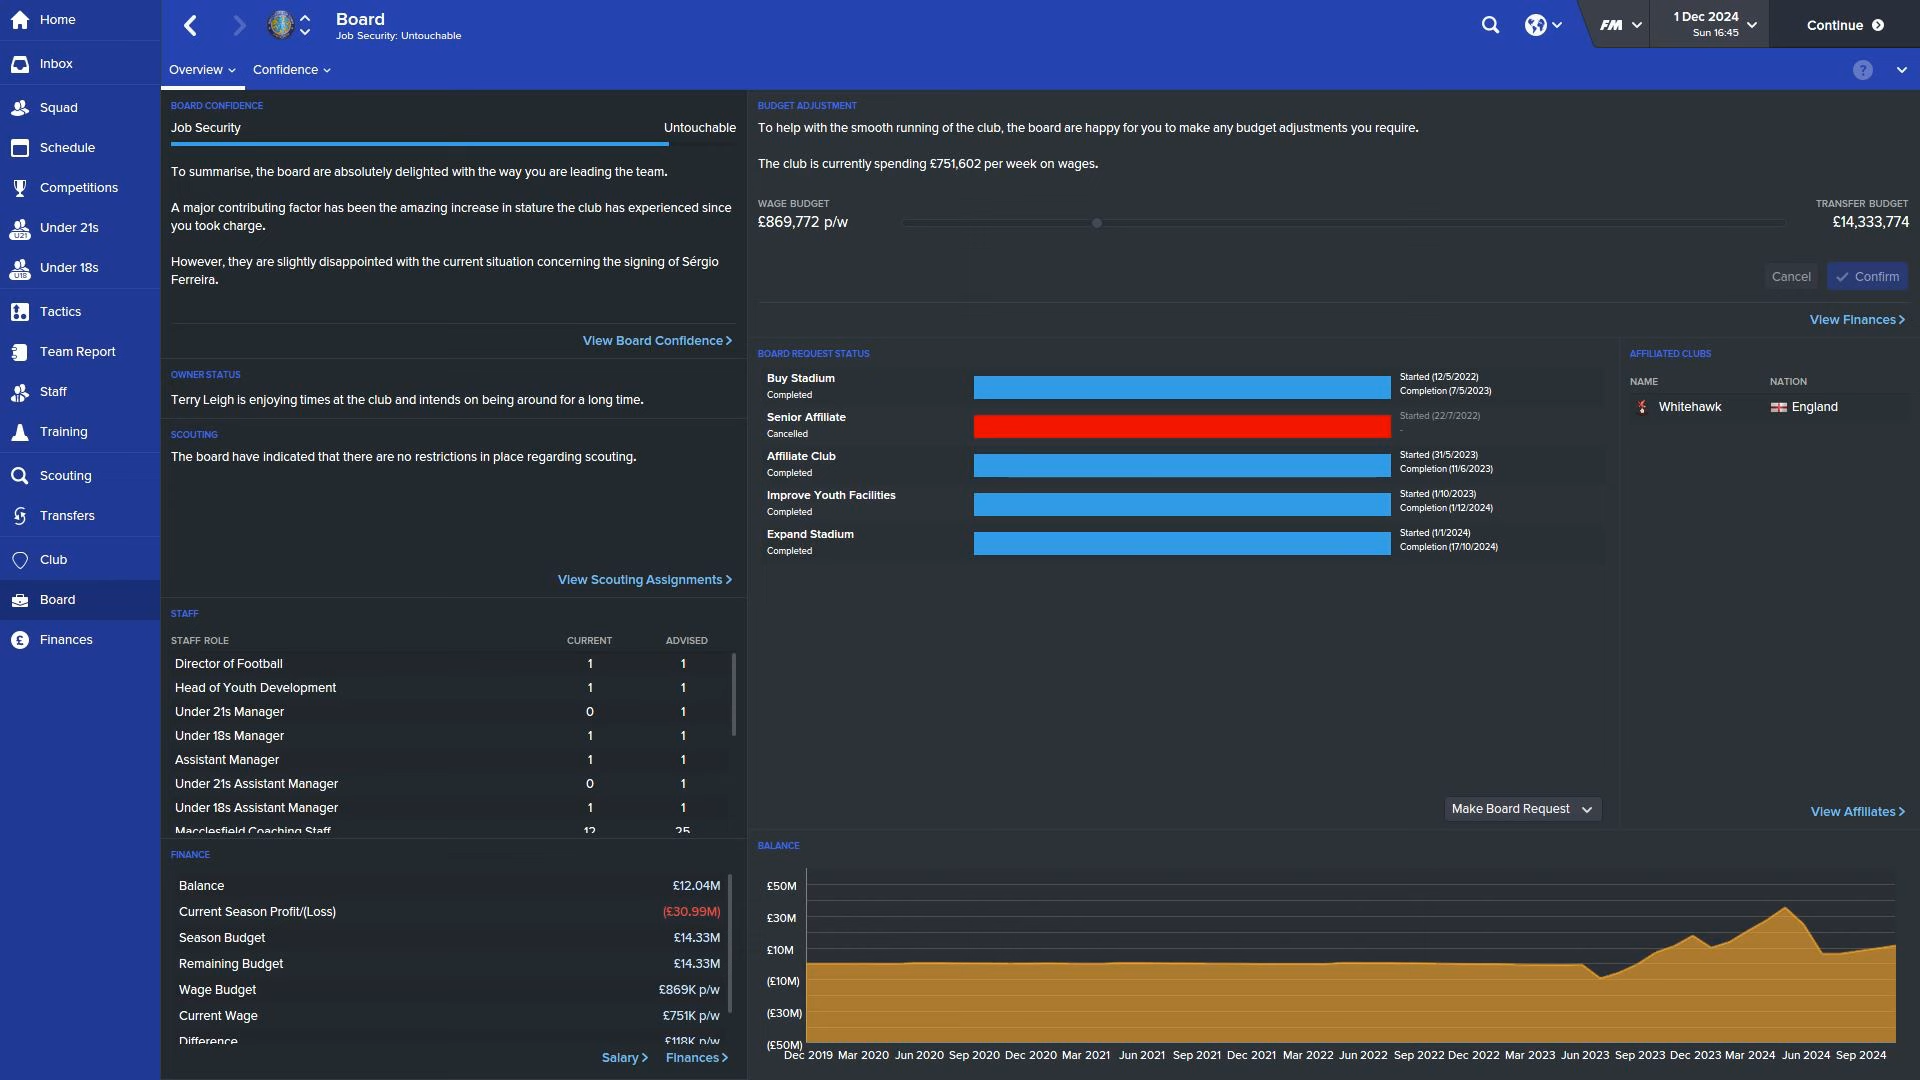 Home
Inbox
Squad
Schedule
Competitions
U21
Under 21s
U18
Under 18s
Tactics
Team Report
Staff
Training
Scouting
Transfers
Club
Board
£
Finances
Board
Job Security: Untouchable
FM
1 Dec 2024
Sun 16:45
Continue
Overview
Confidence
?
BOARD CONFIDENCE
Job Security
Untouchable
To summarise, the board are absolutely delighted with the way you are leading the team.
A major contributing factor has been the amazing increase in stature the club has experienced since
you took charge.
However, they are slightly disappointed with the current situation concerning the signing of Sérgio
Ferreira.
View Board Confidence
OWNER STATUS
Terry Leigh is enjoying times at the club and intends on being around for a long time.
SCOUTING
The board have indicated that there are no restrictions in place regarding scouting.
View Scouting Assignments
STAFF
STAFF ROLE CURRENT ADVISED
Director of Football 1 1
Head of Youth Development 1 1
Under 21s Manager 0 1
Under 18s Manager 1 1
Assistant Manager 1 1
Under 21s Assistant Manager 0 1
Under 18s Assistant Manager 1 1
Macclesfield Coaching Staff 12 25
FINANCE
Balance £12.04M
Current Season Profit/(Loss) (£30.99M)
Season Budget £14.33M
Remaining Budget £14.33M
Wage Budget £869K p/w
Current Wage £751K p/w
Difference £118K p/w
Salary Finances
BUDGET ADJUSTMENT
To help with the smooth running of the club, the board are happy for you to make any budget adjustments you require.
The club is currently spending £751,602 per week on wages.
WAGE BUDGET
£869,772 p/w
TRANSFER BUDGET
£14,333,774
Cancel
Confirm
View Finances
BOARD REQUEST STATUS
Buy Stadium
Completed
Started (12/5/2022)
Completion (7/5/2023)
Senior Affiliate
Cancelled
Started (22/7/2022)
-
Affiliate Club
Completed
Started (31/5/2023)
Completion (11/6/2023)
Improve Youth Facilities
Completed
Started (1/10/2023)
Completion (1/12/2024)
Expand Stadium
Completed
Started (1/1/2024)
Completion (17/10/2024)
Make Board Request
AFFILIATED CLUBS
NAME NATION
Whitehawk England
View Affiliates
BALANCE
£50M
£30M
£10M
(£10M)
(£30M)
(£50M)
Dec 2019 Mar 2020 Jun 2020 Sep 2020 Dec 2020 Mar 2021 Jun 2021 Sep 2021 Dec 2021 Mar 2022 Jun 2022 Sep 2022 Dec 2022 Mar 2023 Jun 2023 Sep 2023 Dec 2023 Mar 2024 Jun 2024 Sep 2024